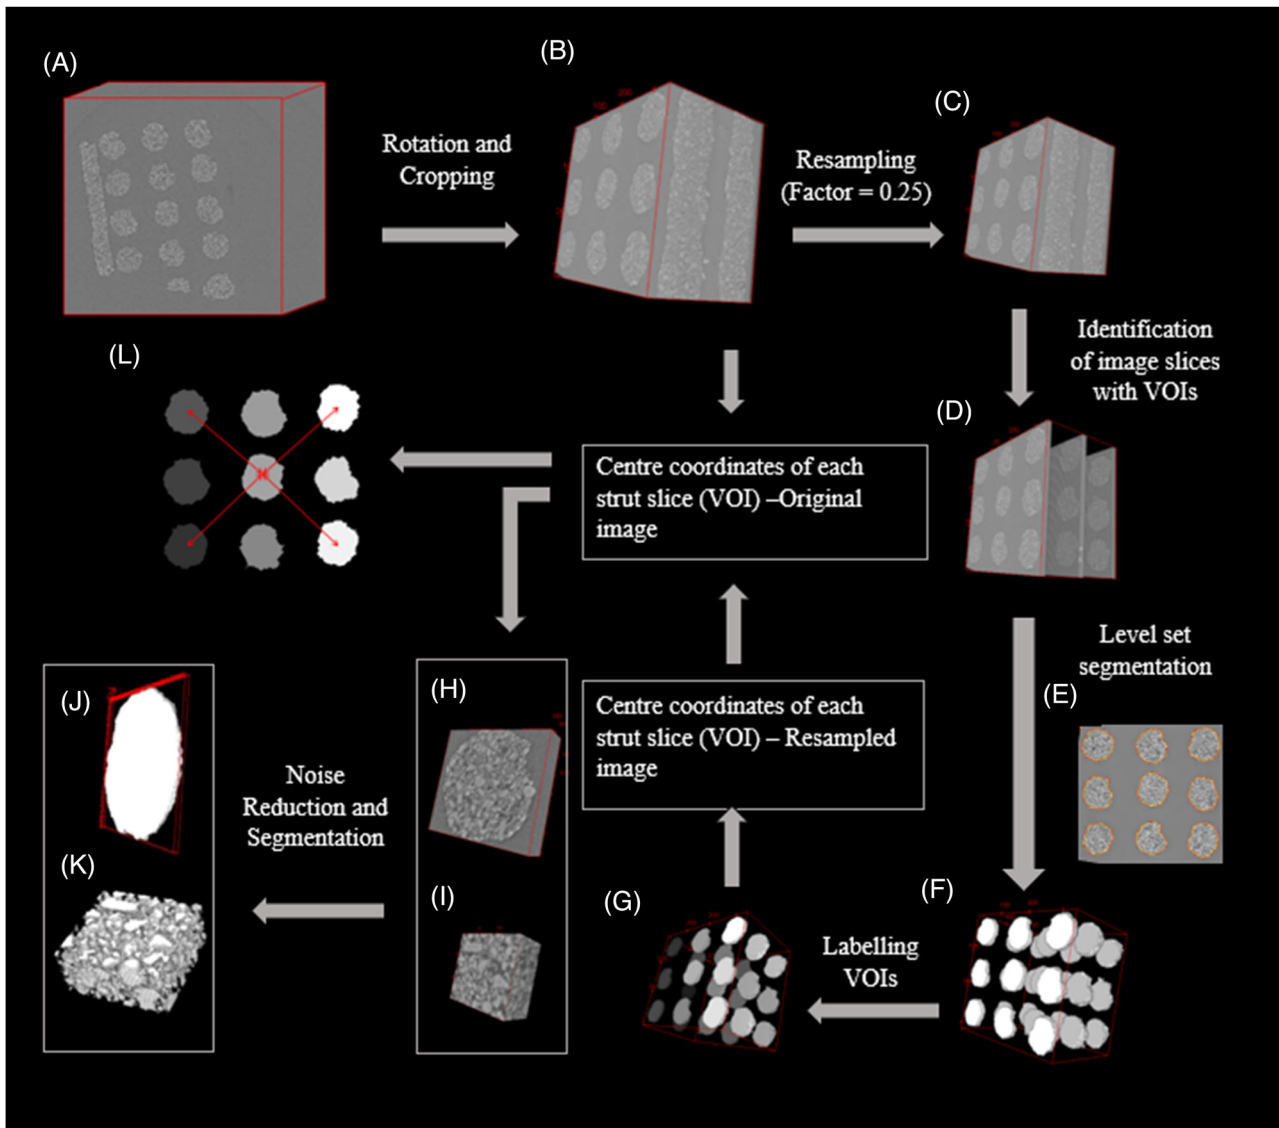 (A)
(B)
(C)
Rotation and
Cropping
Resampling
(Factor = 0.25)
Identification
of image slices
with VOIs
(L)
(D)
Centre coordinates of each
strut slice (VOI) –Original
image
Level set
segmentation
(E)
(J)
(H)
Centre coordinates of each
strut slice (VOI) – Resampled
image
Noise
Reduction and
Segmentation
(K)
(I)
(G)
(F)
Labelling
VOIs